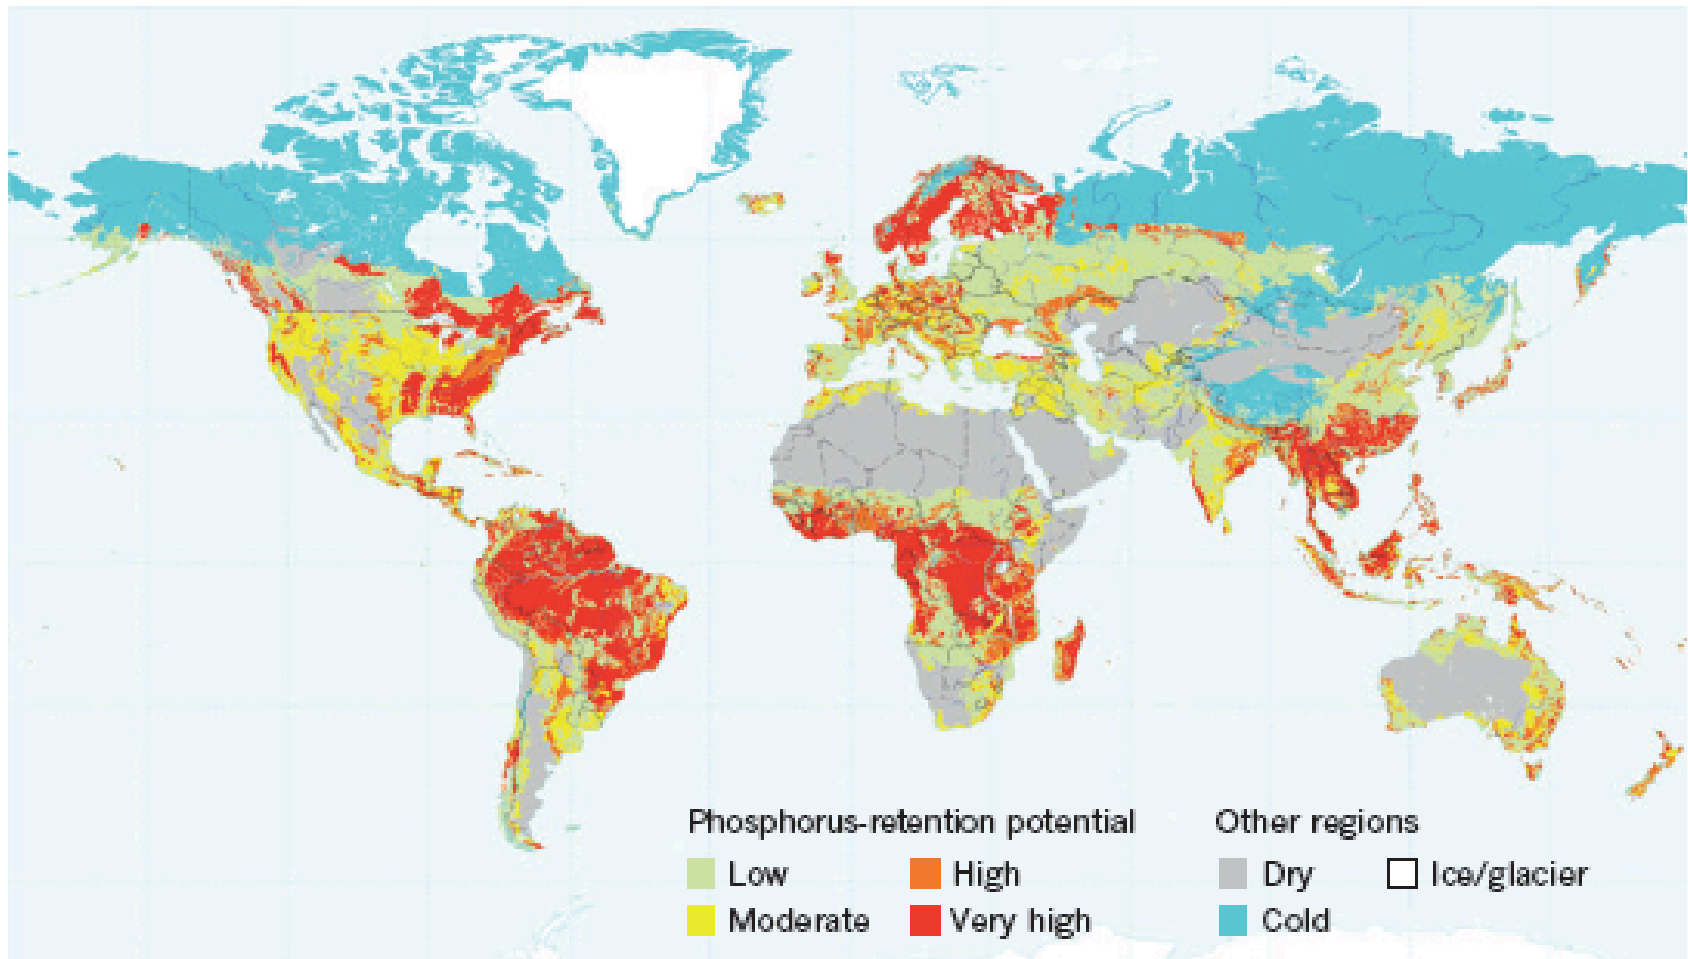 Phosphorus-retention potential
Low
High
Moderate
Very high
Other regions
Dry
Ice/glacier
Cold